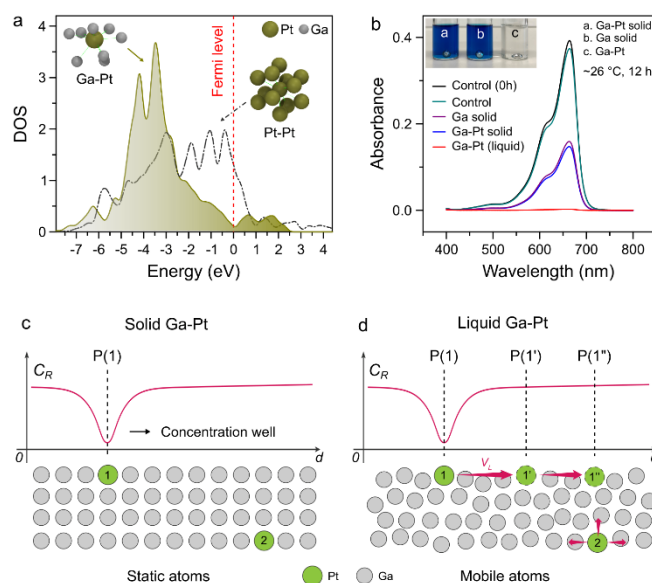 a
Pt
Ga
Ga-Pt
Fermi level
Pt-Pt
DOS
4
3
2
1
0
-7 -6 -5 -4 -3 -2 -1 0 1 2 3 4
Energy (eV)
b
a b c
a. Ga-Pt solid
b. Ga solid
c. Ga-Pt
~26 °C, 12 h
Control (0h)
Control
Ga solid
Ga-Pt solid
Ga-Pt (liquid)
Absorbance
0.4
0.2
0.0
400 500 600 700 800
Wavelength (nm)
c
Solid Ga-Pt
P(1)
C_R
Concentration well
0
d
1
2
Static atoms
d
Liquid Ga-Pt
P(1) P(1') P(1")
C_R
V_L
0
1 1' 1"
2
Mobile atoms
Pt Ga